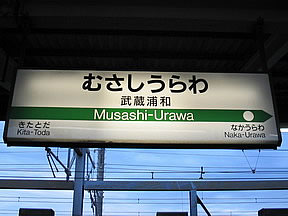 むさしうらわ
武蔵浦和
Musashi-Urawa
きたとだ
Kita-Toda
なかうらわ
Naka-Urawa